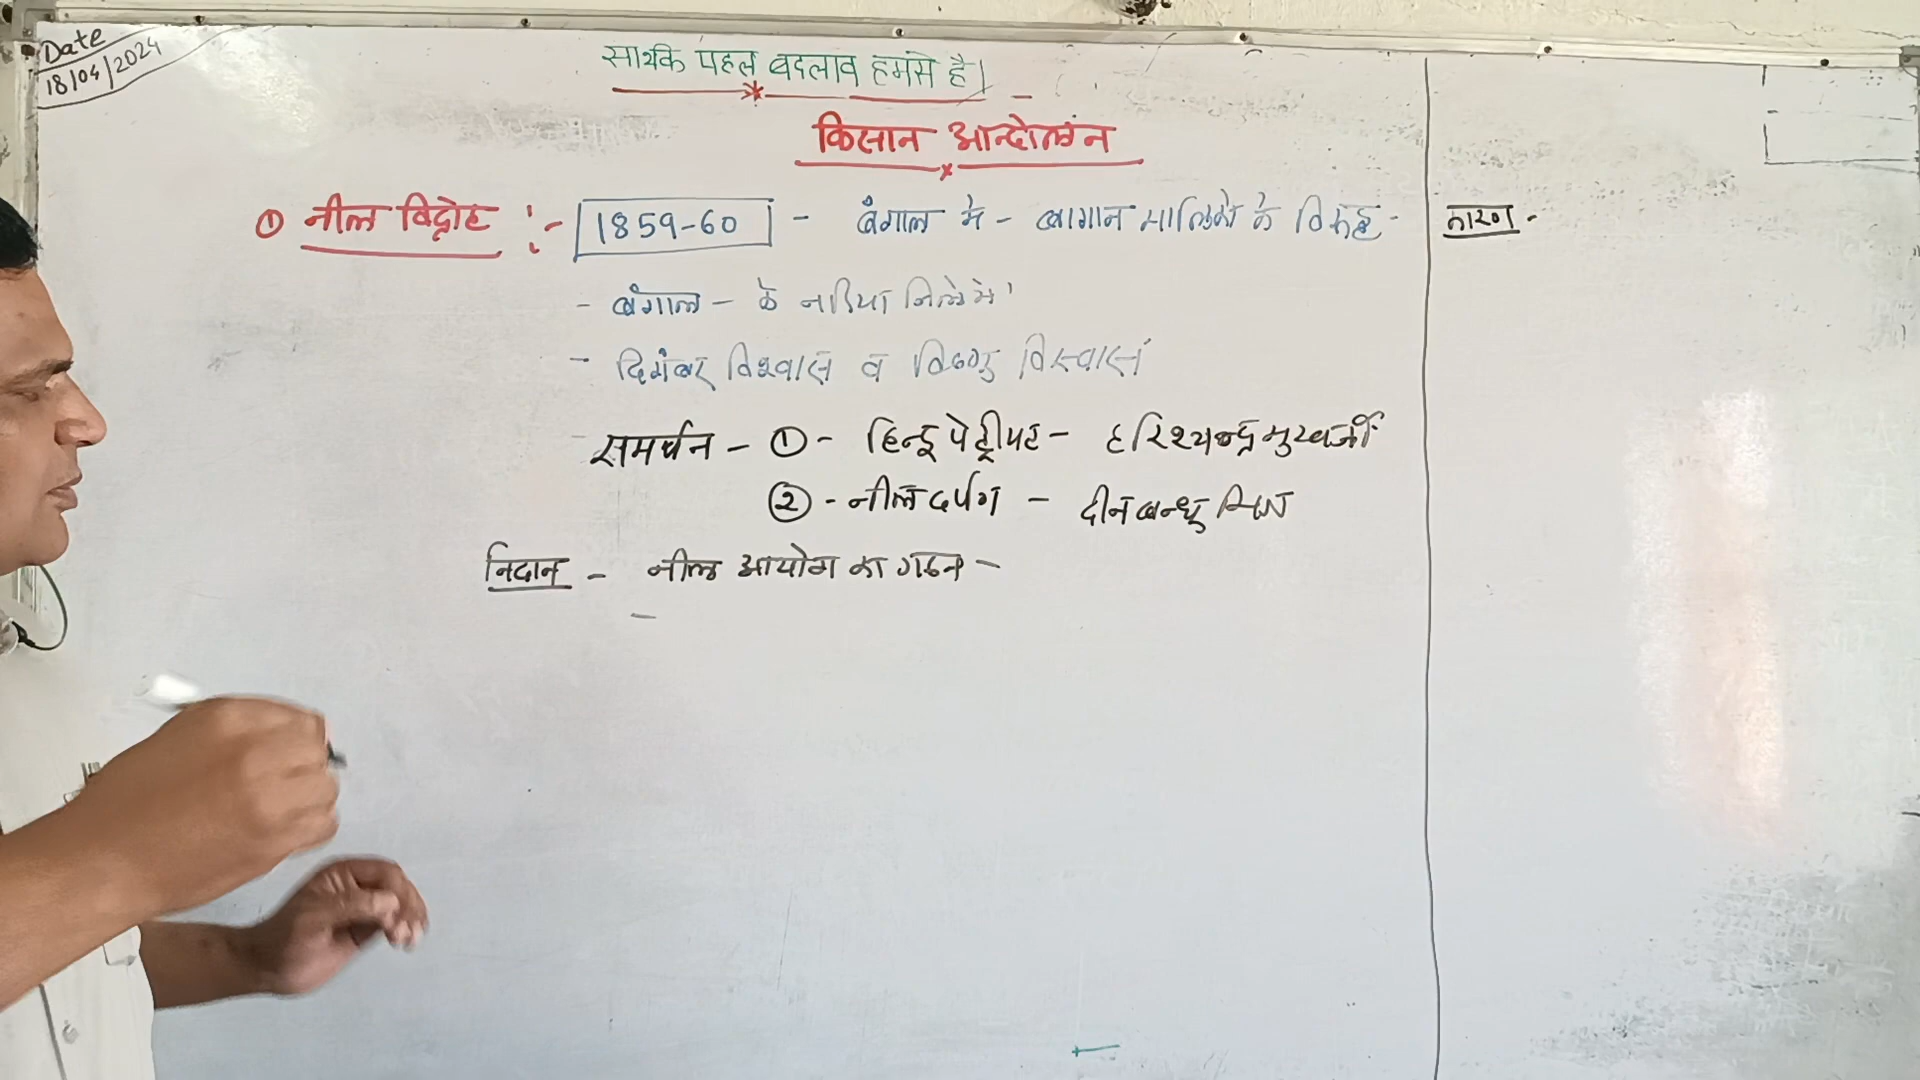 Date
18/04/2024
सार्थक पहल बदलाव हमसे है।
किसान आन्दोलन
① नील विद्रोह :- 1859-60 - बंगाल में - बागान मालिको के विरुद्ध -
कारण -
- बंगाल - के नदिया जिले में
- दिगंबर विश्वास व विष्णु विस्वास
समर्थन - ① - हिन्दू पेट्रीयट - हरिश्चन्द्र मुखर्जी
② - नील दर्पण - दीनबन्धु मित्र
निदान - नील आयोग का गठन -